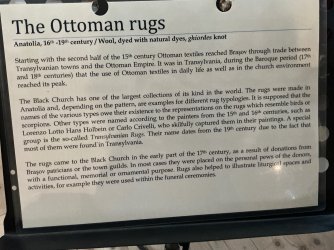 The Ottoman rugs
Anatolia, 16th -19th century / Wool, dyed with natural dyes, ghiordes knot
Starting with the second half of the 15th century Ottoman textiles reached Brașov through trade between
Transylvanian towns and the Ottoman Empire. It was in Transylvania, during the Baroque period (17th
and 18th centuries) that the use of Ottoman textiles in daily life as well as in the church environment
reached its peak.
The Black Church has one of the largest collections of its kind in the world. The rugs were made in
Anatolia and, depending on the pattern, are examples for different rug typologies. It is supposed that the
names of the various types owe their existence to the representations on the rugs which resemble birds or
scorpions. Other types were named according to the painters from the 15th and 16th centuries, such as
Lorenzo Lotto Hans Holbein or Carlo Crivelli, who skilfully captured them in their paintings. A special
group is the so-called Transylvanian Rugs. Their name dates from the 19th century due to the fact that
most of them were found in Transylvania.
The rugs came to the Black Church in the early part of the 17th century, as a result of donations from
Brașov patricians or the town guilds. In most cases they were placed on the personal pews of the donors,
with a functional, memorial or ornamental purpose. Rugs also helped to illustrate liturgical spaces and
activities, for example they were used within the funeral ceremonies.